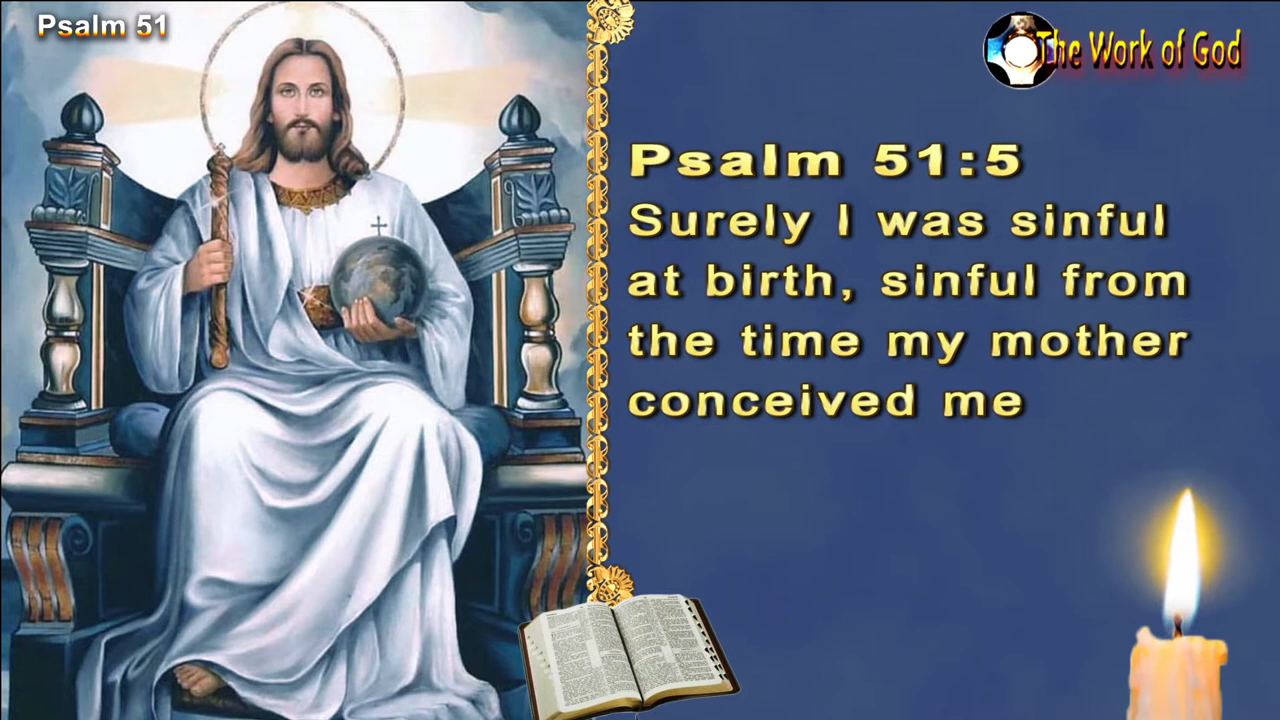 Psalm 51
The Work of God
Psalm 51:5
Surely I was sinful
at birth, sinful from
the time my mother
conceived me